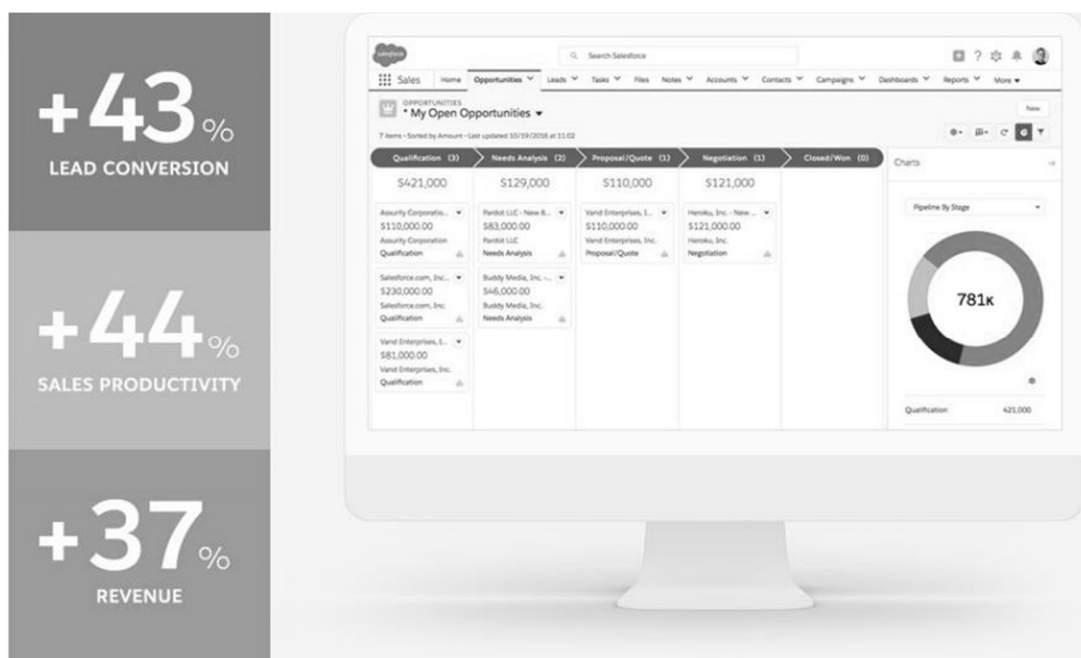 +43%
LEAD CONVERSION
+44%
SALES PRODUCTIVITY
+37%
REVENUE
salesforce
Search Salesforce
Sales Home Opportunities Leads Tasks Files Notes Accounts Contacts Campaigns Dashboards Reports More
OPPORTUNITIES
* My Open Opportunities
New
7 items • Sorted by Amount • Last updated 10/19/2016 at 11:02
Qualification (3) Needs Analysis (2) Proposal/Quote (1) Negotiation (1) Closed/Won (0)
$421,000 $129,000 $110,000 $121,000
Assurity Corporatio...
$110,000.00
Assurity Corporation
Qualification
Salesforce.com, Inc...
$230,000.00
Salesforce.com, Inc.
Qualification
Vand Enterprises, I...
$81,000.00
Vand Enterprises, Inc.
Qualification
Pardot LLC - New B...
$83,000.00
Pardot LLC
Needs Analysis
Buddy Media, Inc. -...
$46,000.00
Buddy Media, Inc.
Needs Analysis
Vand Enterprises, I...
$110,000.00
Vand Enterprises, Inc.
Proposal/Quote
Heroku, Inc. - New ...
$121,000.00
Heroku, Inc.
Negotiation
Charts
Pipeline By Stage
781K
Qualification 421,000